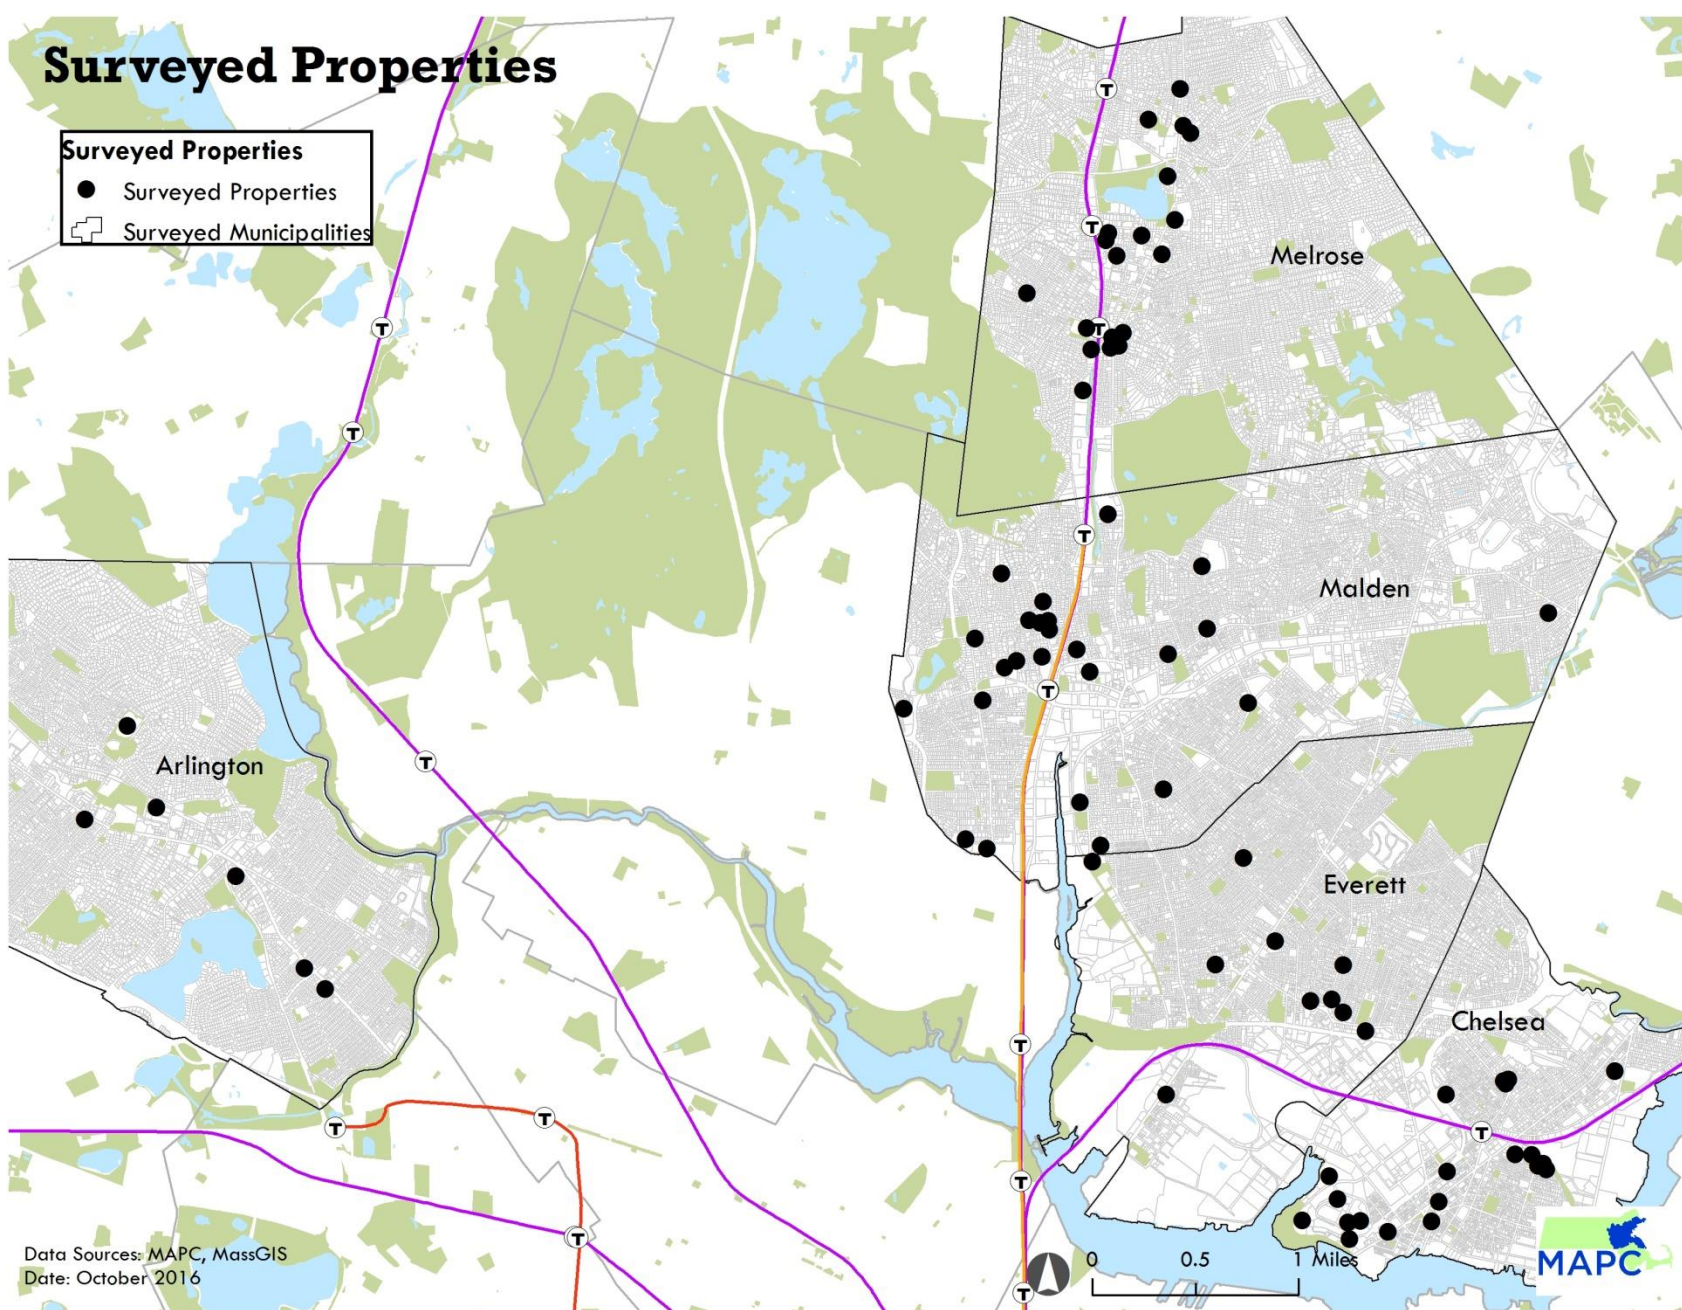 Surveyed Properties
Surveyed Properties
Surveyed Properties
Surveyed Municipalities
T
T
Melrose
T
T
T
T
Malden
T
T
Arlington
T
Everett
Chelsea
T
T
T
T
T
T
Data Sources: MAPC, MassGIS
Date: October 2016
0 0.5 1 Miles
MAPC
T